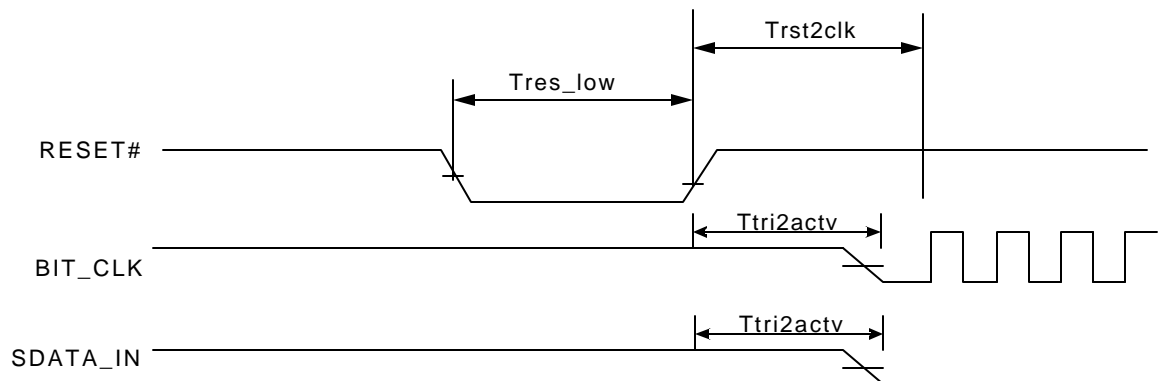 Trst2clk
Tres_low
RESET#
Ttri2actv
BIT_CLK
Ttri2actv
SDATA_IN